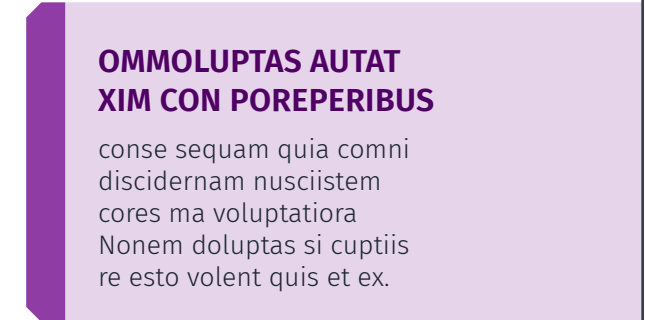 OMMOLUPTAS AUTAT
XIM CON POREPERIBUS
conse sequam quia comni
discidernam nusciistem
cores ma voluptatiora
Nonem doluptas si cuptiis
re esto volent quis et ex.